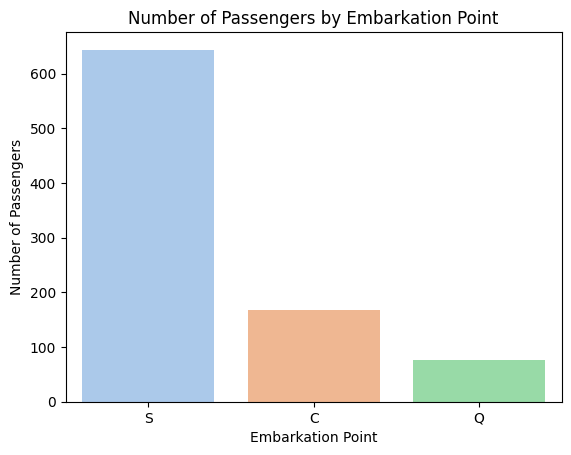 Number of Passengers by Embarkation Point
Number of Passengers
600
500
400
300
200
100
0
S C Q
Embarkation Point